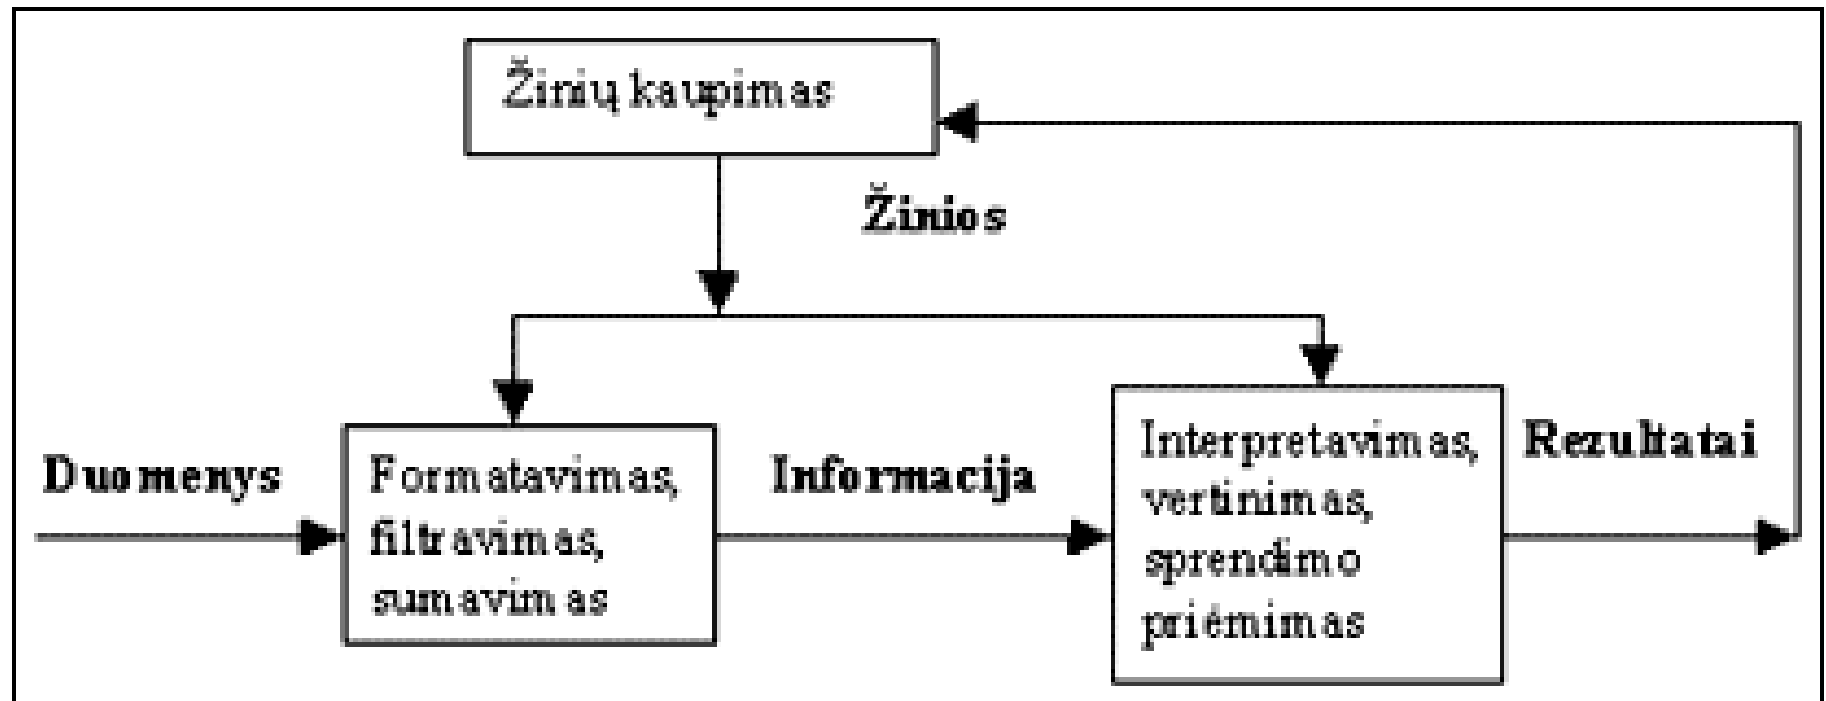 Žinių kaupimas
Žinios
Duomenys
Formatavimas,
filtravimas,
sumavimas
Informacija
Interpretavimas,
vertinimas,
sprendimo
priėmimas
Rezultatai